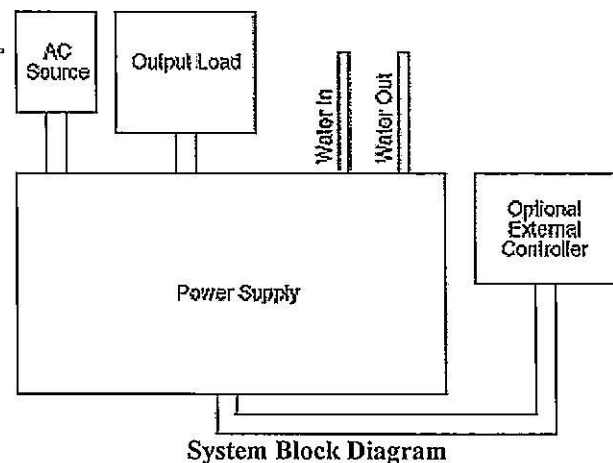 AC
Source
Output Load
Water In
Water Out
Optional
External
Controller
Power Supply
System Block Diagram